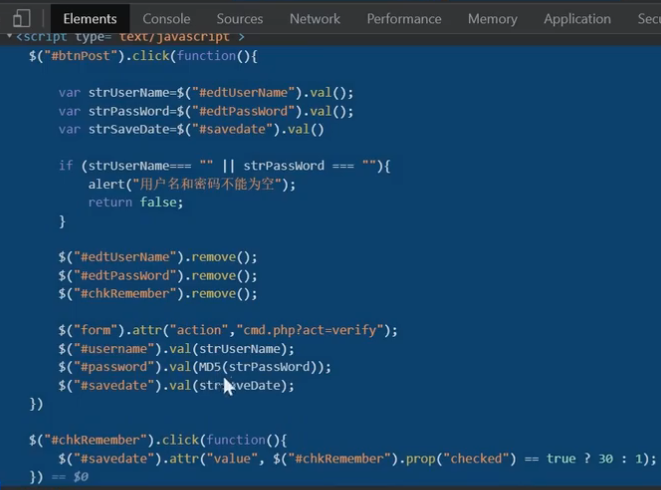 Elements Console Sources Network Performance Memory Application Secu
<script type="text/javascript">
$("#btnPost").click(function(){
var strUserName=$("#edtUserName").val();
var strPassWord=$("#edtPassWord").val();
var strSaveDate=$("#savedate").val()
if (strUserName=== "" || strPassWord === ""){
alert("用户名和密码不能为空");
return false;
}
$("#edtUserName").remove();
$("#edtPassWord").remove();
$("#chkRemember").remove();
$("form").attr("action","cmd.php?act=verify");
$("#username").val(strUserName);
$("#password").val(MD5(strPassWord));
$("#savedate").val(strSaveDate);
})
$("#chkRemember").click(function(){
$("#savedate").attr("value", $("#chkRemember").prop("checked") == true ? 30 : 1);
}) == $0